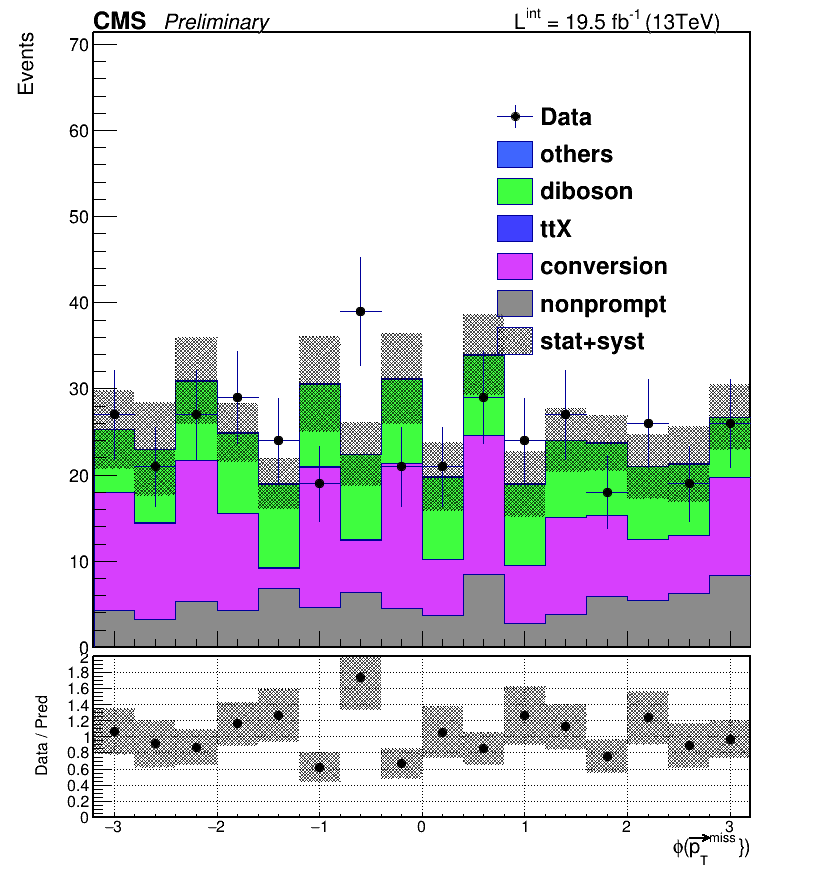 CMS Preliminary L^int = 19.5 fb⁻¹ (13TeV)
Events
70
60
50
40
30
20
10
0
Data
others
diboson
ttX
conversion
nonprompt
stat+syst
Data / Pred
2
1.8
1.6
1.4
1.2
1
0.8
0.6
0.4
0.2
0
−3 −2 −1 0 1 2 3
ϕ(p⃗_T^miss })